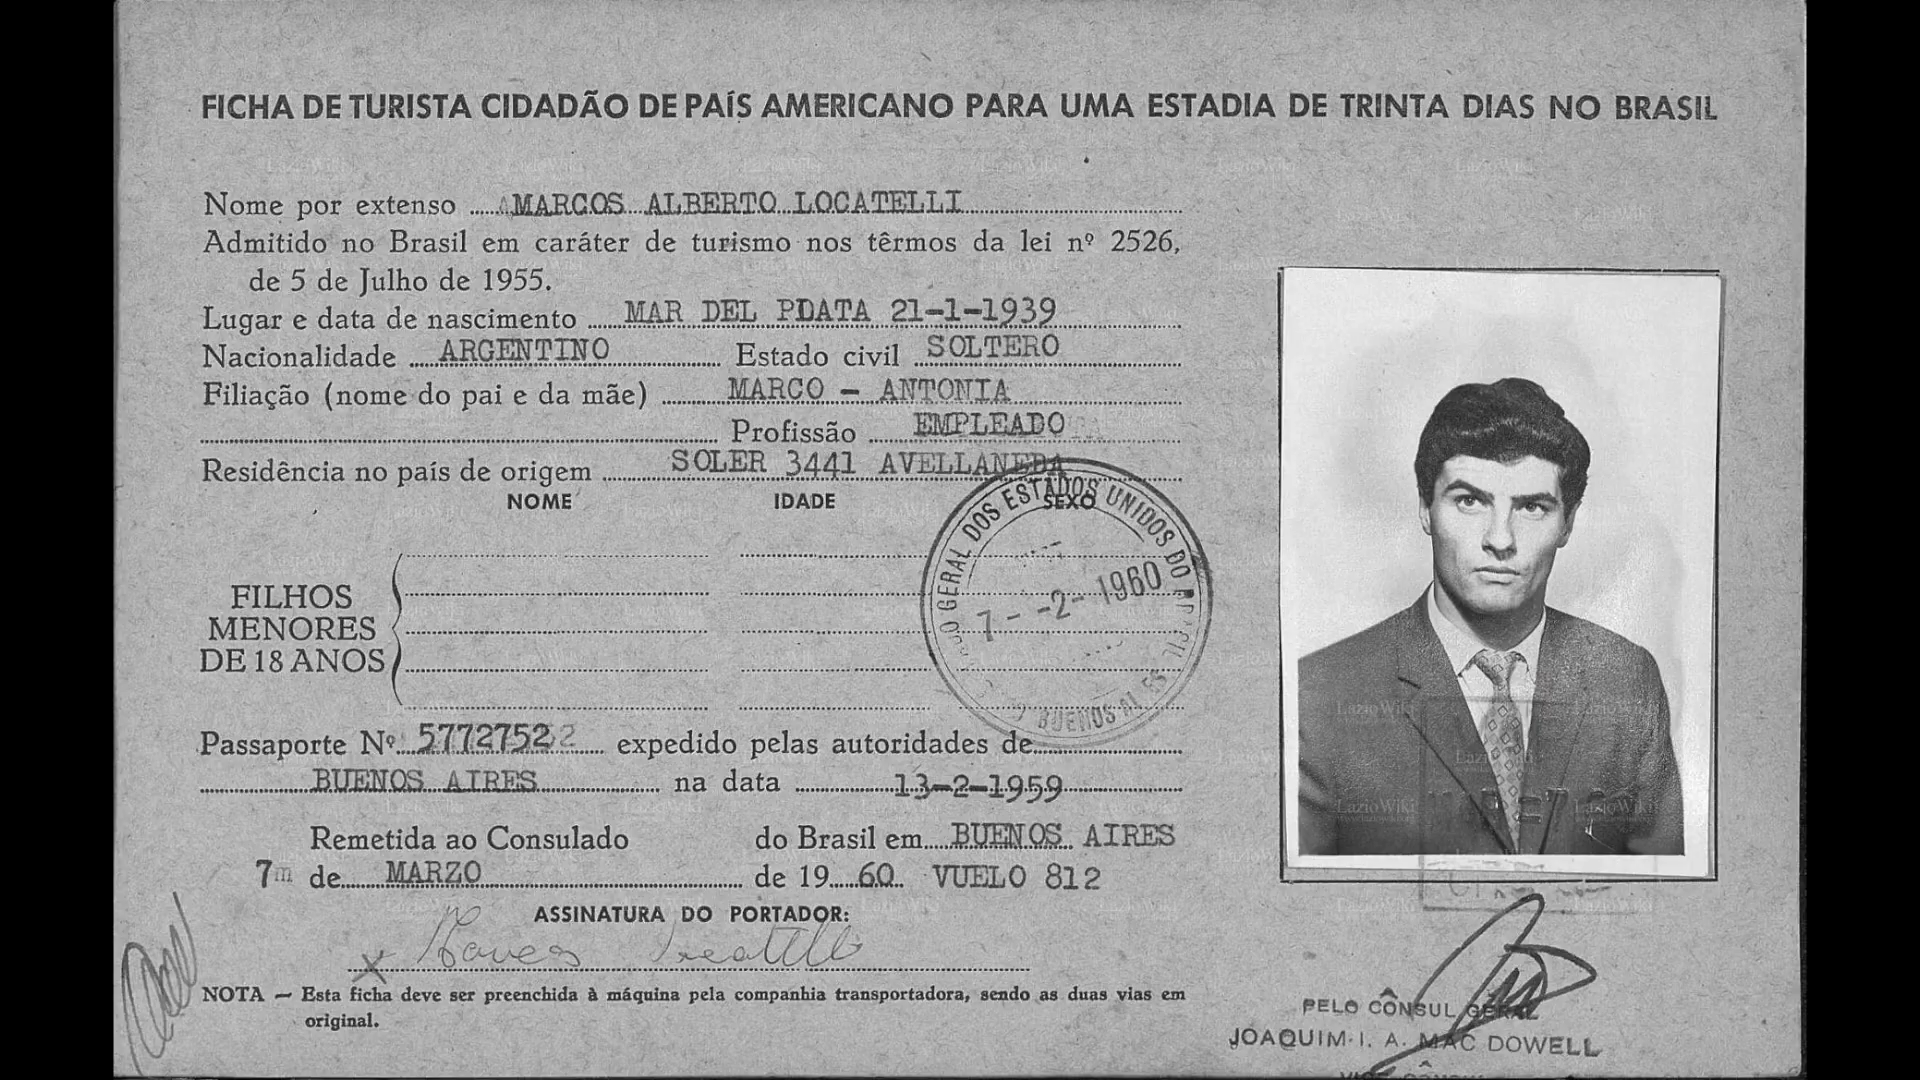 FICHA DE TURISTA CIDADÃO DE PAÍS AMERICANO PARA UMA ESTADIA DE TRINTA DIAS NO BRASIL
Nome por extenso MARCOS ALBERTO LOCATELLI
Admitido no Brasil em caráter de turismo nos têrmos da lei nº 2526,
de 5 de Julho de 1955.
Lugar e data de nascimento MAR DEL PLATA 21-1-1939
Nacionalidade ARGENTINO Estado civil SOLTERO
Filiação (nome do pai e da mãe) MARCO - ANTONIA
Profissão EMPLEADO
Residência no país de origem SOLER 3441 AVELLANEDA
NOME IDADE SEXO
GERAL DOS ESTADOS UNIDOS DO BRASIL
7--2-1960
BUENOS AIRES
FILHOS
MENORES
DE 18 ANOS
Passaporte Nº 5772752 expedido pelas autoridades de
BUENOS AIRES na data 13-2-1959
Remetida ao Consulado do Brasil em BUENOS AIRES
7 de MARZO de 1960 VUELO 812
ASSINATURA DO PORTADOR:
x Marcos Locatelli
NOTA — Esta ficha deve ser preenchida à máquina pela companhia transportadora, sendo as duas vias em
original.
LazioWiki
PELO CÔNSUL GERAL
JOAQUIM I. A. MAC DOWELL